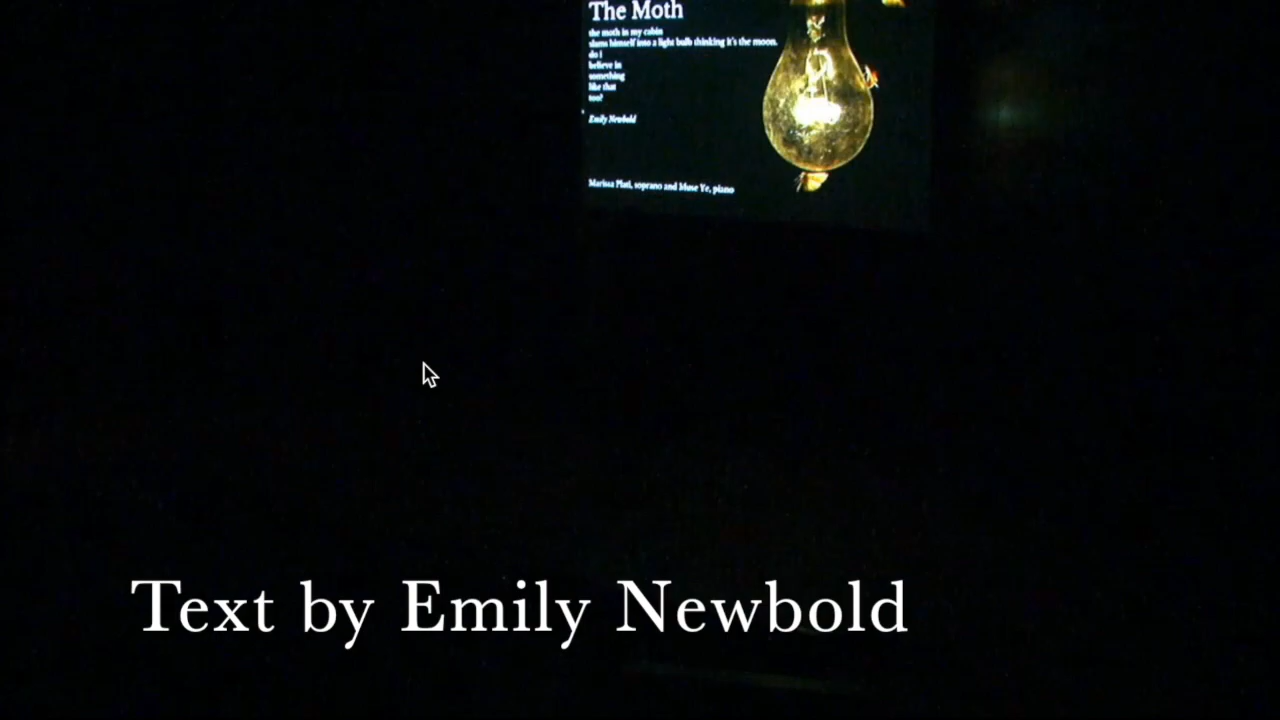 The Moth
the moth in my cabin
slams himself into a light bulb thinking it's the moon.
do I
believe in
something
like that
too?
Emily Newbold
Marissa Plati, soprano and Muse Ye, piano
Text by Emily Newbold